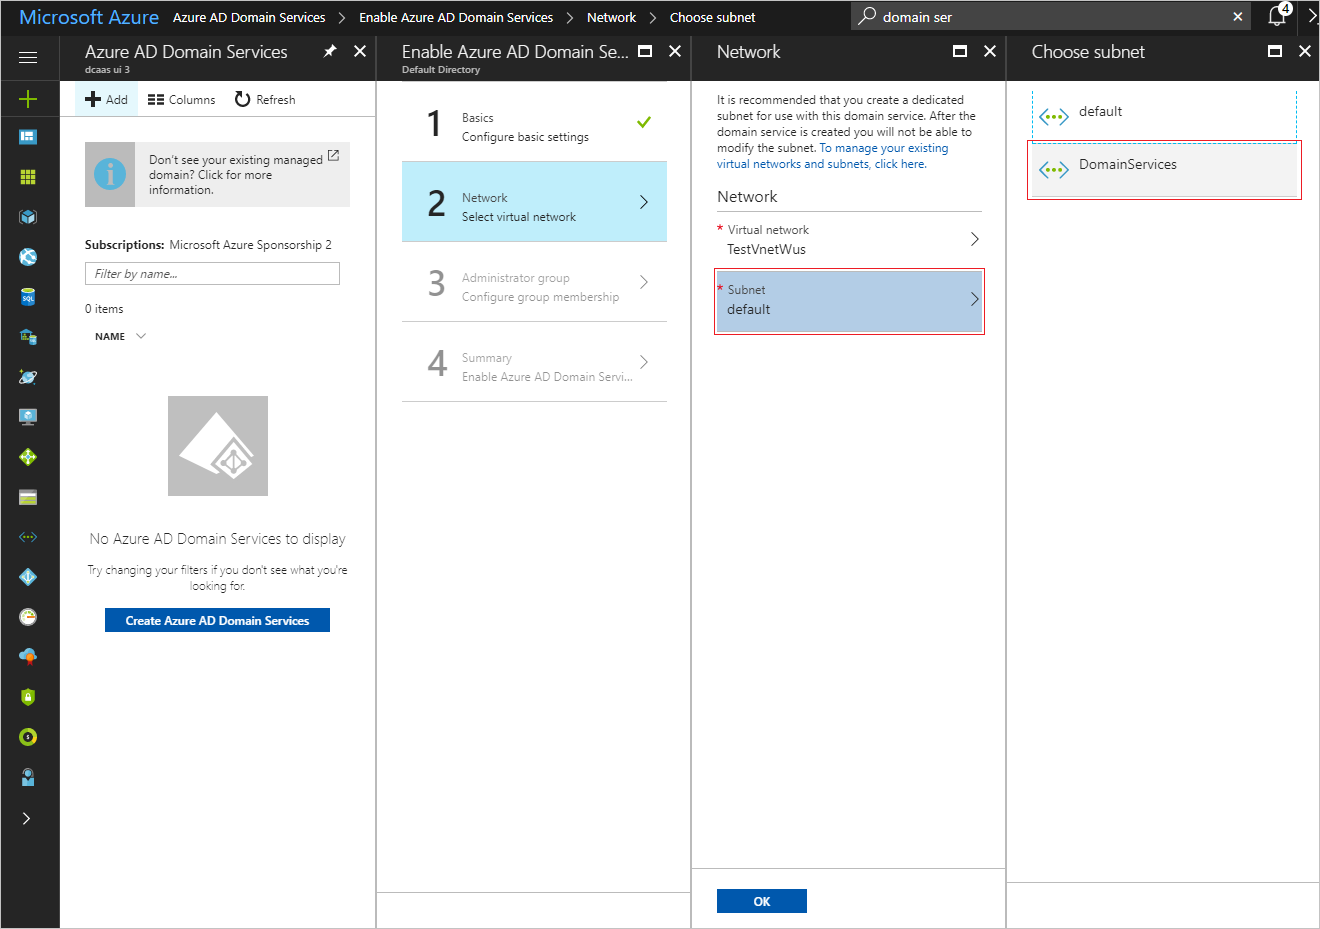 Microsoft Azure Azure AD Domain Services Enable Azure AD Domain Services Network Choose subnet
domain ser
4
Azure AD Domain Services
dcaas ui 3
Add Columns Refresh
Don't see your existing managed
domain? Click for more
information.
Subscriptions: Microsoft Azure Sponsorship 2
Filter by name...
0 items
NAME
No Azure AD Domain Services to display
Try changing your filters if you don't see what you're
looking for.
Create Azure AD Domain Services
Enable Azure AD Domain Se...
Default Directory
1 Basics
Configure basic settings
2 Network
Select virtual network
3 Administrator group
Configure group membership
4 Summary
Enable Azure AD Domain Servi...
Network
It is recommended that you create a dedicated
subnet for use with this domain service. After the
domain service is created you will not be able to
modify the subnet. To manage your existing
virtual networks and subnets, click here.
Network
* Virtual network
TestVnetWus
* Subnet
default
OK
Choose subnet
default
DomainServices
SQL